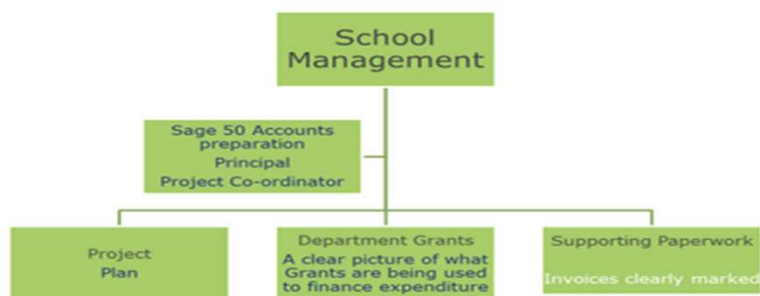 School
Management
Sage 50 Accounts
preparation
Principal
Project Co-ordinator
Project
Plan
Department Grants
A clear picture of what
Grants are being used
to finance expenditure
Supporting Paperwork
Invoices clearly marked